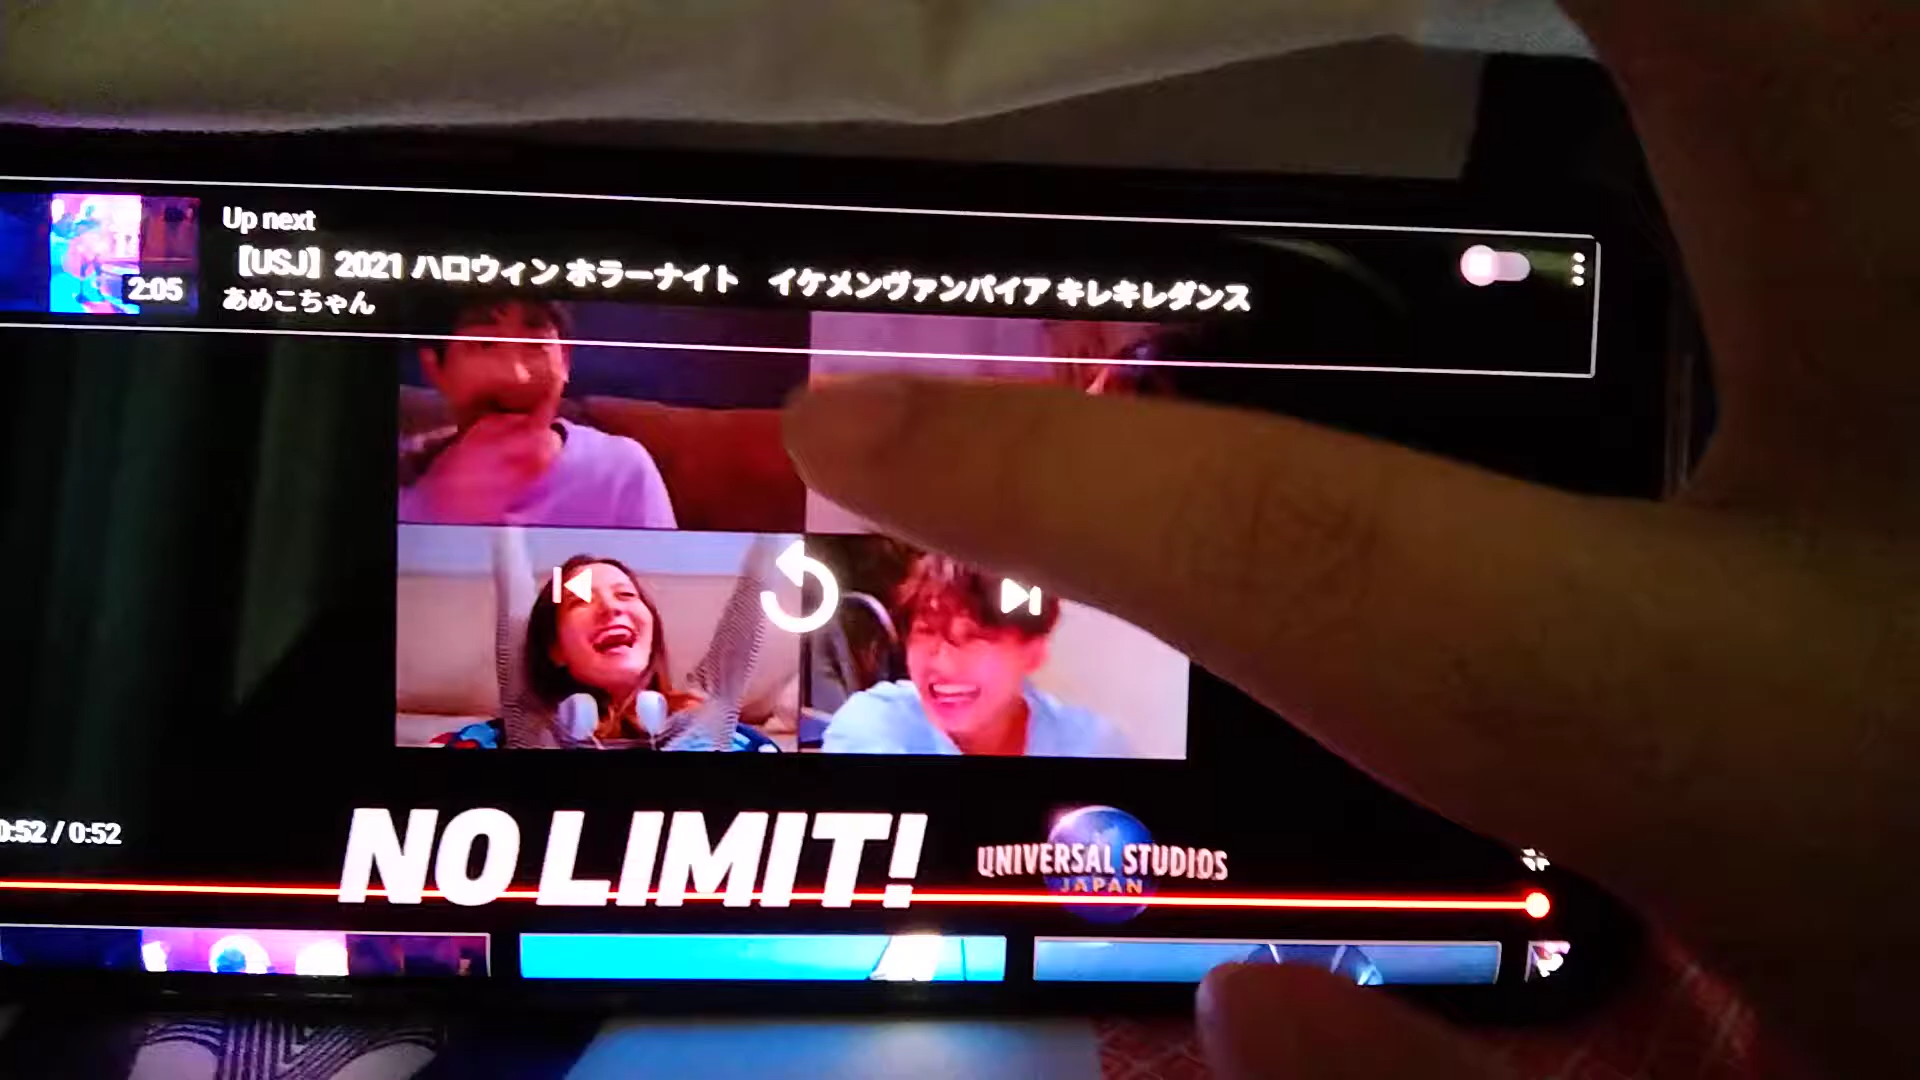 Up next
【USJ】2021 ハロウィン ホラーナイト　イケメンヴァンパイア キレキレダンス
2:05
あめこちゃん
0:52 / 0:52
NO LIMIT!
UNIVERSAL STUDIOS
JAPAN